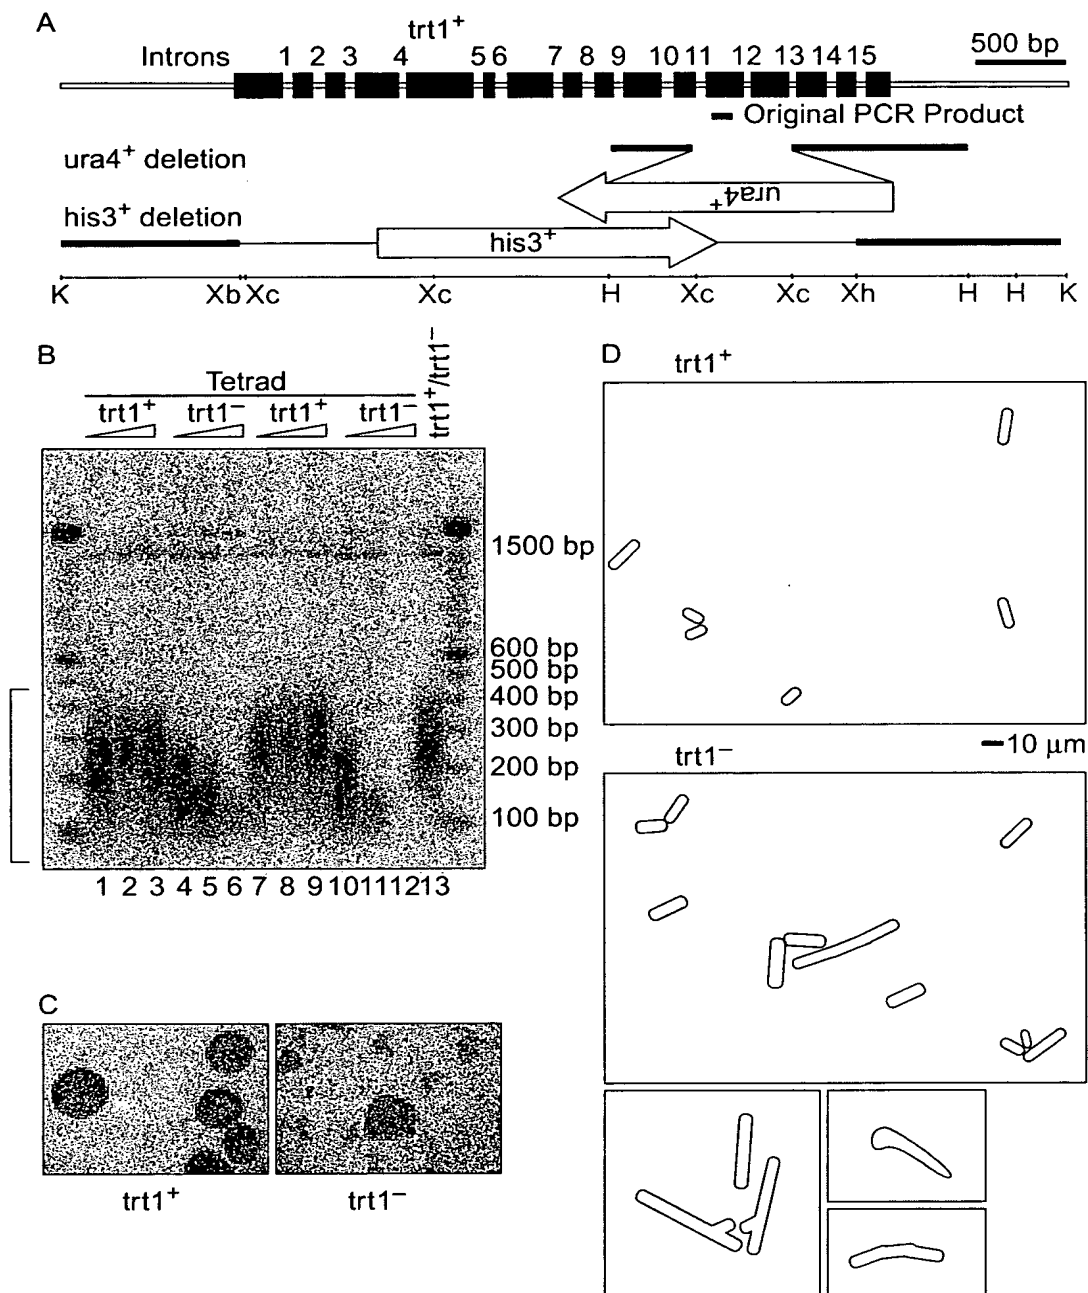 A
trt1+
Introns 1 2 3 4 5 6 7 8 9 10 11 12 13 14 15
500 bp
Original PCR Product
ura4+ deletion
ura4+
his3+ deletion
his3+
K Xb Xc Xc H Xc Xc Xh H H K
B
Tetrad
trt1+ trt1− trt1+ trt1−
trt1+/trt1−
1500 bp
600 bp
500 bp
400 bp
300 bp
200 bp
100 bp
1 2 3 4 5 6 7 8 9 10 11 12 13
C
trt1+ trt1−
D
trt1+
10 μm
trt1−